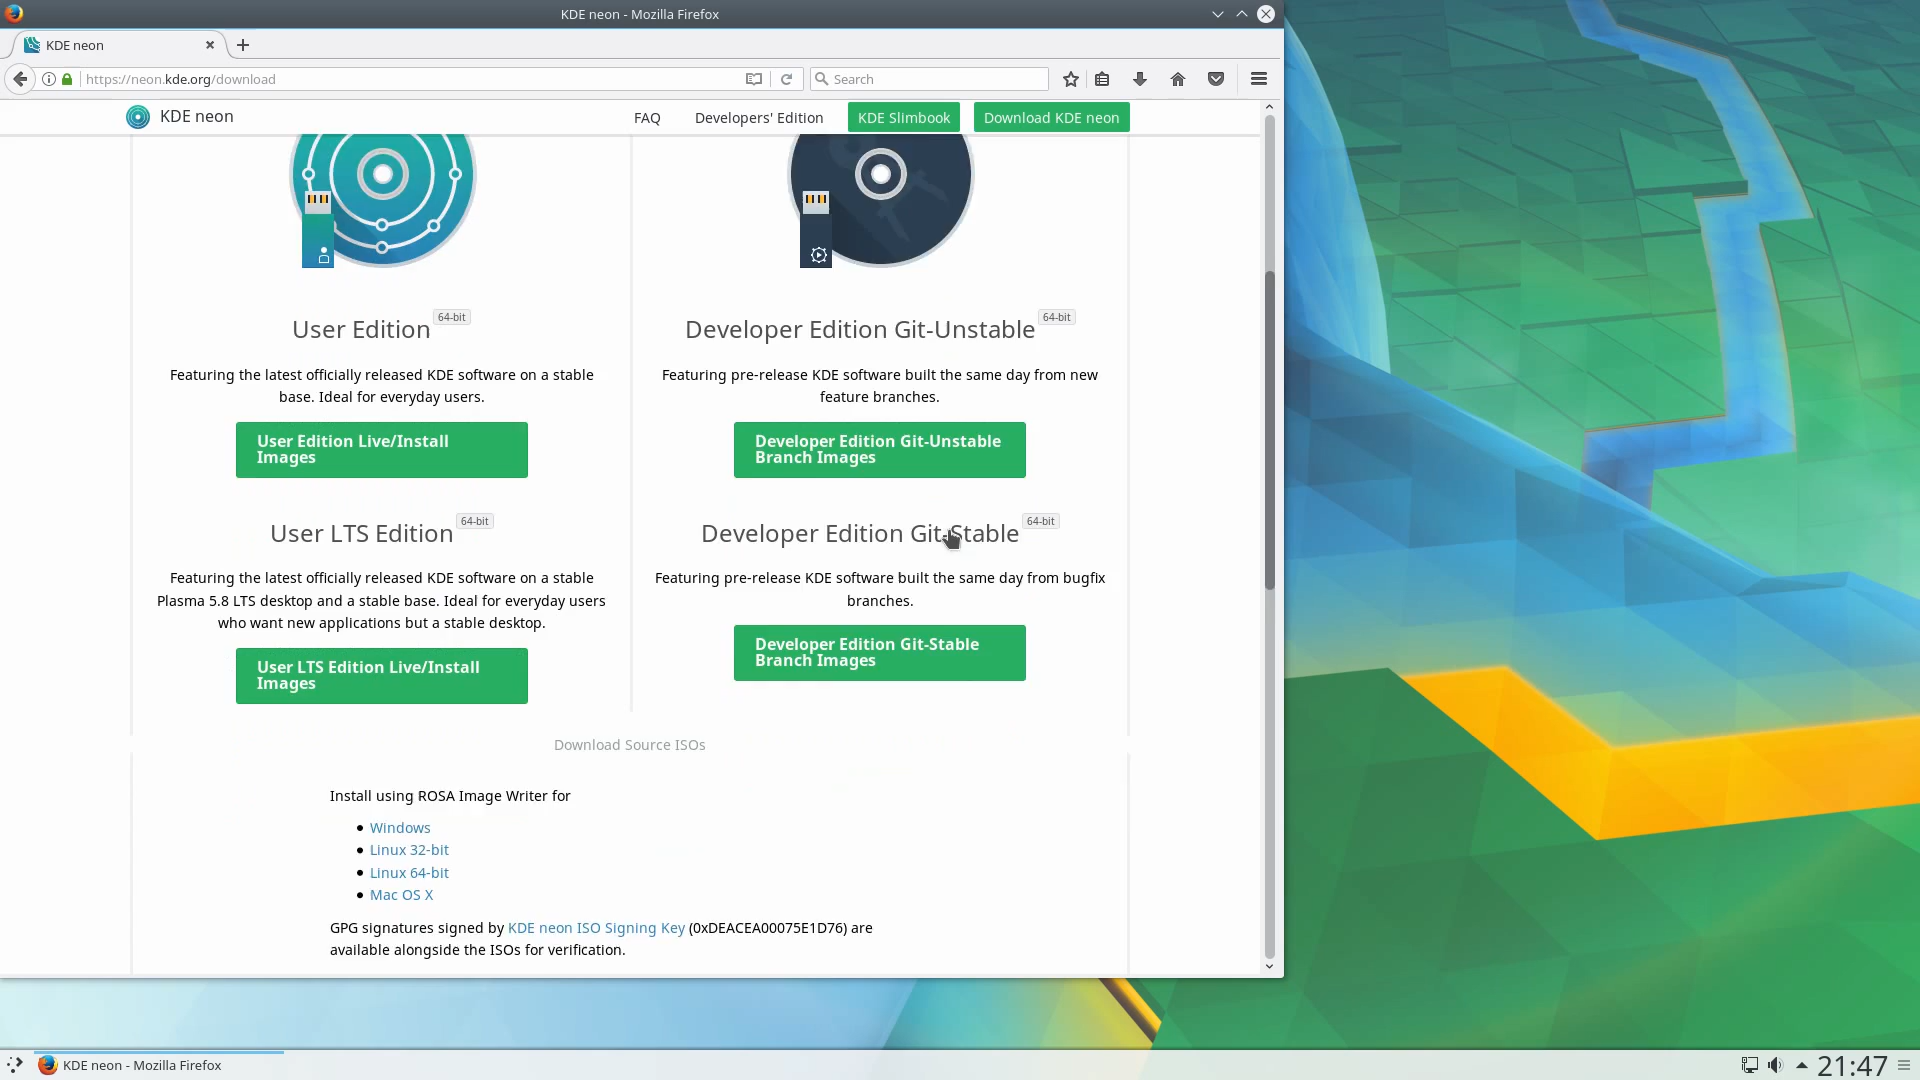 KDE neon - Mozilla Firefox
KDE neon
https://neon.kde.org/download
Search
KDE neon
FAQ
Developers' Edition
KDE Slimbook
Download KDE neon
User Edition 64-bit
Featuring the latest officially released KDE software on a stable
base. Ideal for everyday users.
User Edition Live/Install
Images
User LTS Edition 64-bit
Featuring the latest officially released KDE software on a stable
Plasma 5.8 LTS desktop and a stable base. Ideal for everyday users
who want new applications but a stable desktop.
User LTS Edition Live/Install
Images
Developer Edition Git-Unstable 64-bit
Featuring pre-release KDE software built the same day from new
feature branches.
Developer Edition Git-Unstable
Branch Images
Developer Edition Git-Stable 64-bit
Featuring pre-release KDE software built the same day from bugfix
branches.
Developer Edition Git-Stable
Branch Images
Download Source ISOs
Install using ROSA Image Writer for
Windows
Linux 32-bit
Linux 64-bit
Mac OS X
GPG signatures signed by KDE neon ISO Signing Key (0xDEACEA00075E1D76) are
available alongside the ISOs for verification.
KDE neon - Mozilla Firefox
21:47